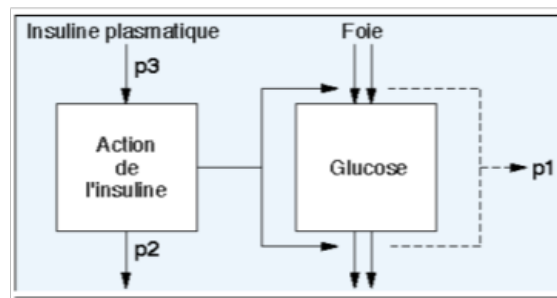 Insuline plasmatique
Foie
p3
Action
de
l'insuline
Glucose
p1
p2